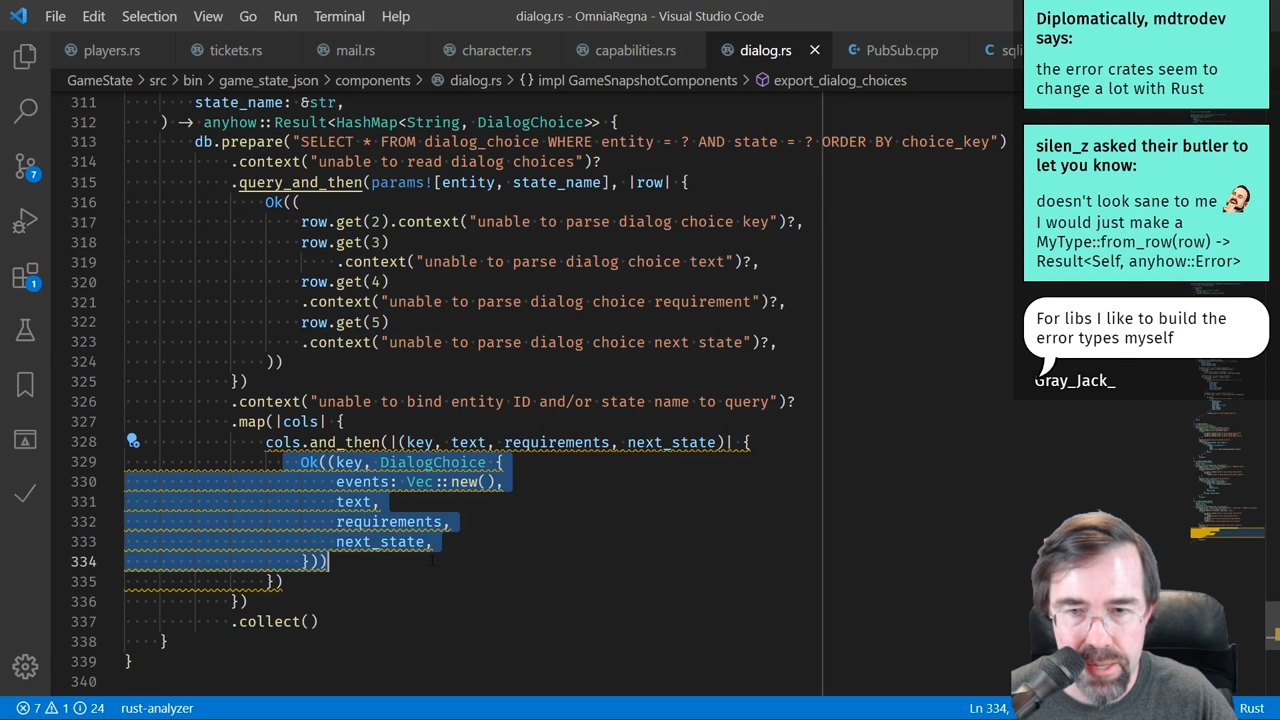 File Edit Selection View Go Run Terminal Help
dialog.rs - OmniaRegna - Visual Studio Code
players.rs tickets.rs mail.rs character.rs capabilities.rs dialog.rs PubSub.cpp sqli
GameState > src > bin > game_state_json > components > dialog.rs > {} impl GameSnapshotComponents > export_dialog_choices
311 state_name: &str,
312 ) -> anyhow::Result<HashMap<String, DialogChoice>> {
313 db.prepare("SELECT * FROM dialog_choice WHERE entity = ? AND state = ? ORDER BY choice_key")
314 .context("unable to read dialog choices")?
315 .query_and_then(params![entity, state_name], |row| {
316 Ok((
317 row.get(2).context("unable to parse dialog choice key")?,
318 row.get(3)
319 .context("unable to parse dialog choice text")?,
320 row.get(4)
321 .context("unable to parse dialog choice requirement")?,
322 row.get(5)
323 .context("unable to parse dialog choice next state")?,
324 ))
325 })
326 .context("unable to bind entity ID and/or state name to query")?
327 .map(|cols| {
328 cols.and_then(|(key, text, requirements, next_state)| {
329 Ok((key, DialogChoice {
330 events: Vec::new(),
331 text,
332 requirements,
333 next_state,
334 }))
335 })
336 })
337 .collect()
338 }
339 }
340
7
1
7 1 24 rust-analyzer
Ln 334,
Rust
Diplomatically, mdtrodev
says:
the error crates seem to
change a lot with Rust
silen_z asked their butler to
let you know:
doesn't look sane to me
I would just make a
MyType::from_row(row) ->
Result<Self, anyhow::Error>
For libs I like to build the
error types myself
Gray_Jack_